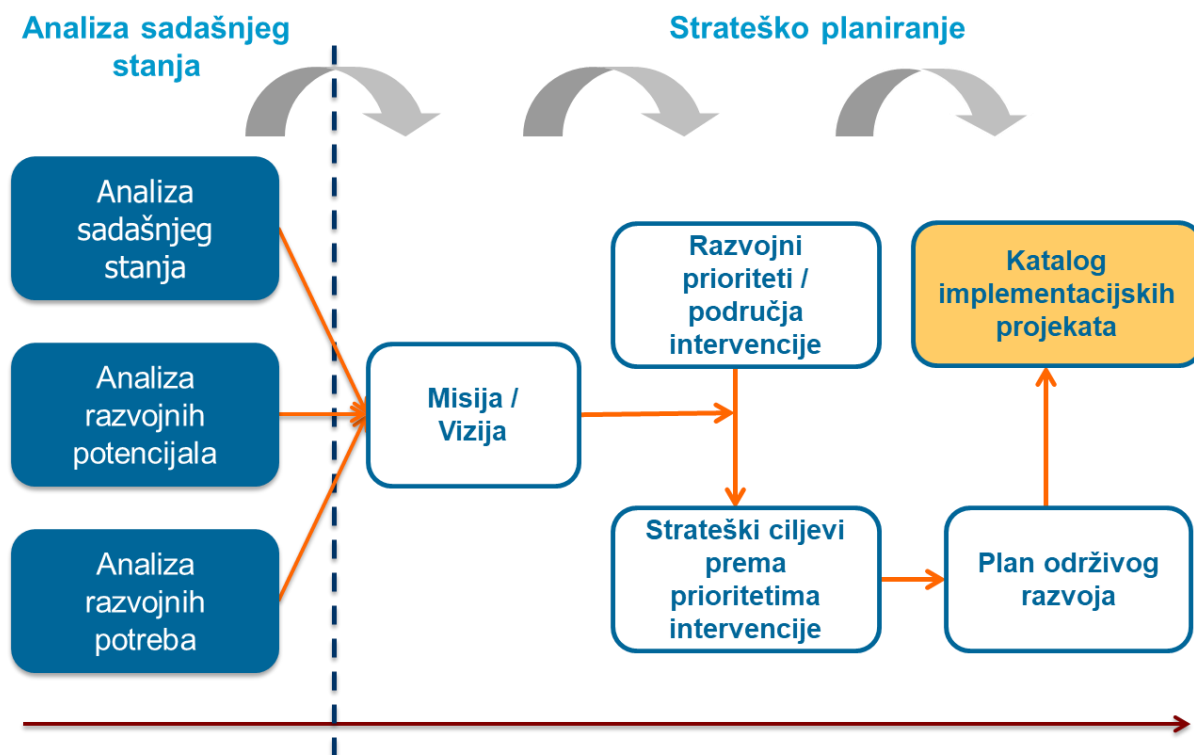 Analiza sadašnjeg
stanja
Strateško planiranje
Analiza
sadašnjeg
stanja
Analiza
razvojnih
potencijala
Analiza
razvojnih
potreba
Misija /
Vizija
Razvojni
prioriteti /
područja
intervencije
Strateški ciljevi
prema
prioritetima
intervencije
Katalog
implementacijskih
projekata
Plan održivog
razvoja